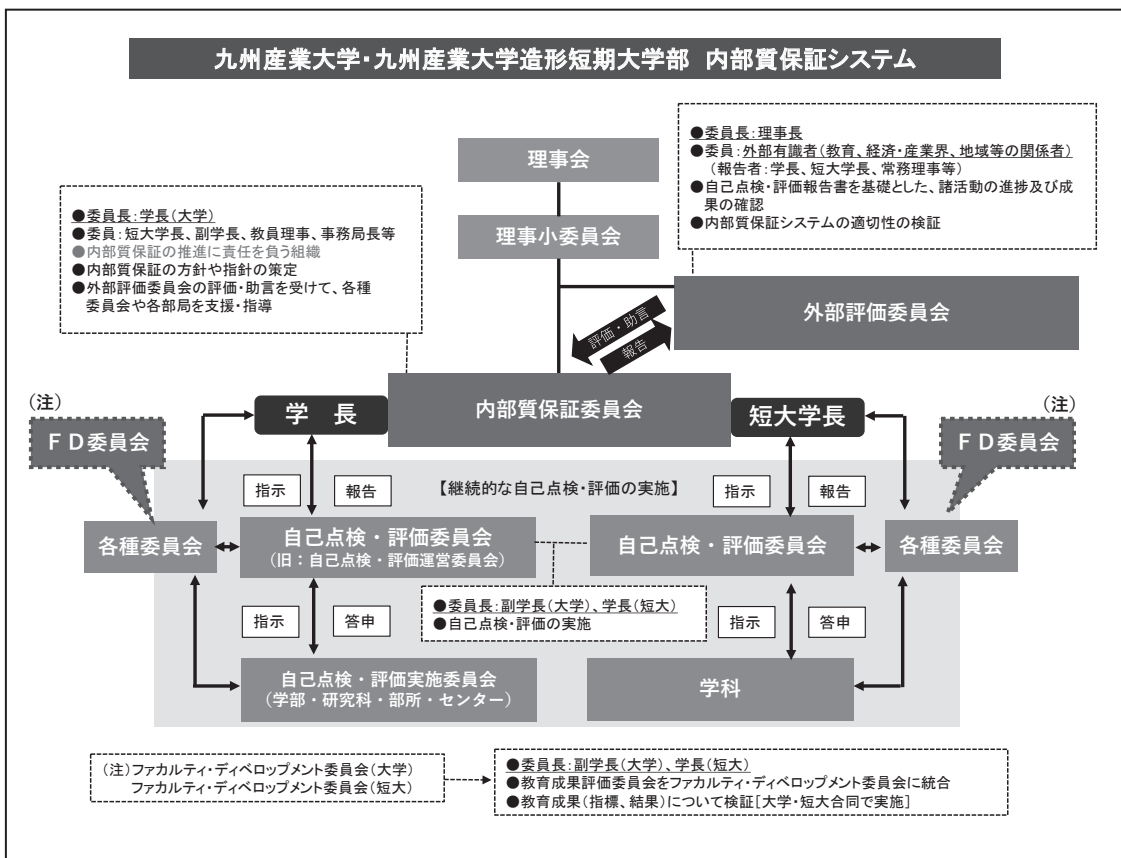 九州産業大学・九州産業大学造形短期大学部 内部質保証システム
理事会
理事小委員会
●委員長：理事長
●委員：外部有識者（教育、経済・産業界、地域等の関係者）
（報告者：学長、短大学長、常務理事等）
●自己点検・評価報告書を基礎とした、諸活動の進捗及び成
果の確認
●内部質保証システムの適切性の検証
●委員長：学長（大学）
●委員：短大学長、副学長、教員理事、事務局長等
●内部質保証の推進に責任を負う組織
●内部質保証の方針や指針の策定
●外部評価委員会の評価・助言を受けて、各種
委員会や各部局を支援・指導
外部評価委員会
評価・助言
報告
内部質保証委員会
学 長
短大学長
（注）
ＦＤ委員会
（注）
ＦＤ委員会
指示
報告
【継続的な自己点検・評価の実施】
指示
報告
各種委員会
自己点検・評価委員会
（旧：自己点検・評価運営委員会）
自己点検・評価委員会
各種委員会
●委員長：副学長（大学）、学長（短大）
●自己点検・評価の実施
指示
答申
指示
答申
自己点検・評価実施委員会
（学部・研究科・部所・センター）
学科
（注）ファカルティ・ディベロップメント委員会（大学）
ファカルティ・ディベロップメント委員会（短大）
●委員長：副学長（大学）、学長（短大）
●教育成果評価委員会をファカルティ・ディベロップメント委員会に統合
●教育成果（指標、結果）について検証［大学・短大合同で実施］